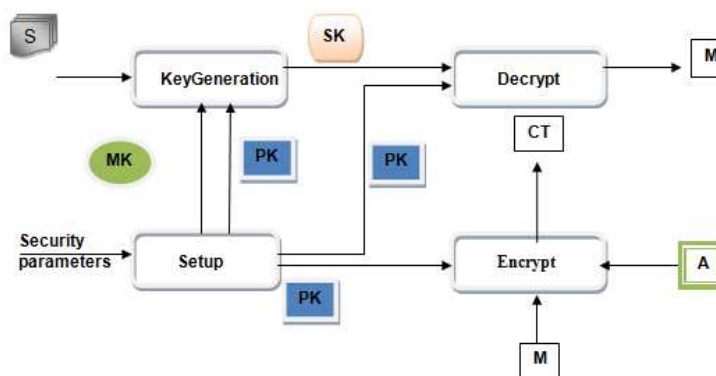 S
SK
KeyGeneration
Decrypt
M
CT
MK
PK
PK
Security
parameters
Setup
Encrypt
A
PK
M